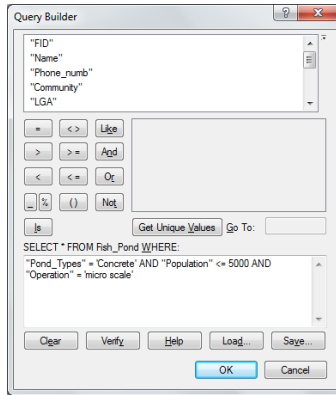 Query Builder
?
"FID"
"Name"
"Phone_numb"
"Community"
"LGA"
= < > Like
> > = And
< < = Or
_ % ( ) Not
Is Get Unique Values Go To:
SELECT * FROM Fish_Pond WHERE:
"Pond_Types" = 'Concrete' AND "Population" <= 5000 AND
"Operation" = 'micro scale'
Clear Verify Help Load... Save...
OK Cancel